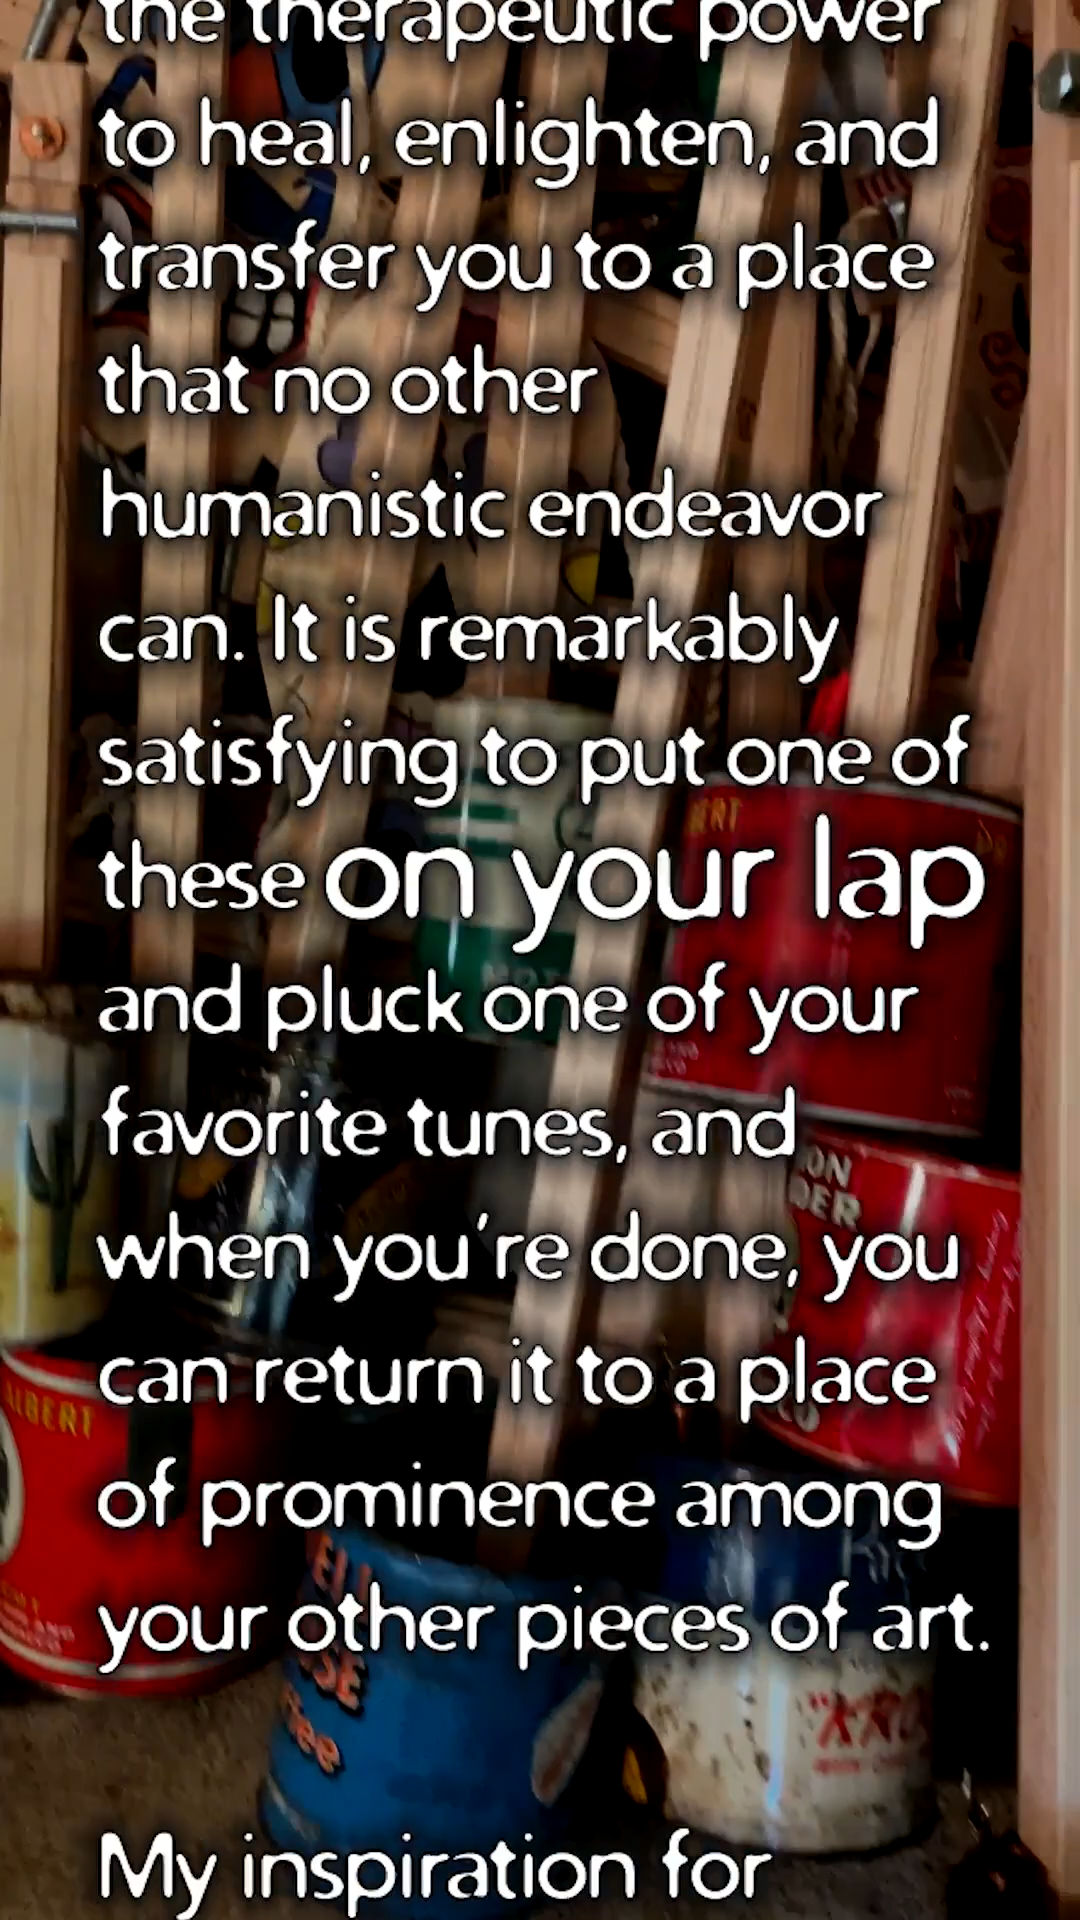 the therapeutic power
to heal, enlighten, and
transfer you to a place
that no other
humanistic endeavor
can. It is remarkably
satisfying to put one of
these on your lap
and pluck one of your
favorite tunes, and
when you're done, you
can return it to a place
of prominence among
your other pieces of art.
My inspiration for